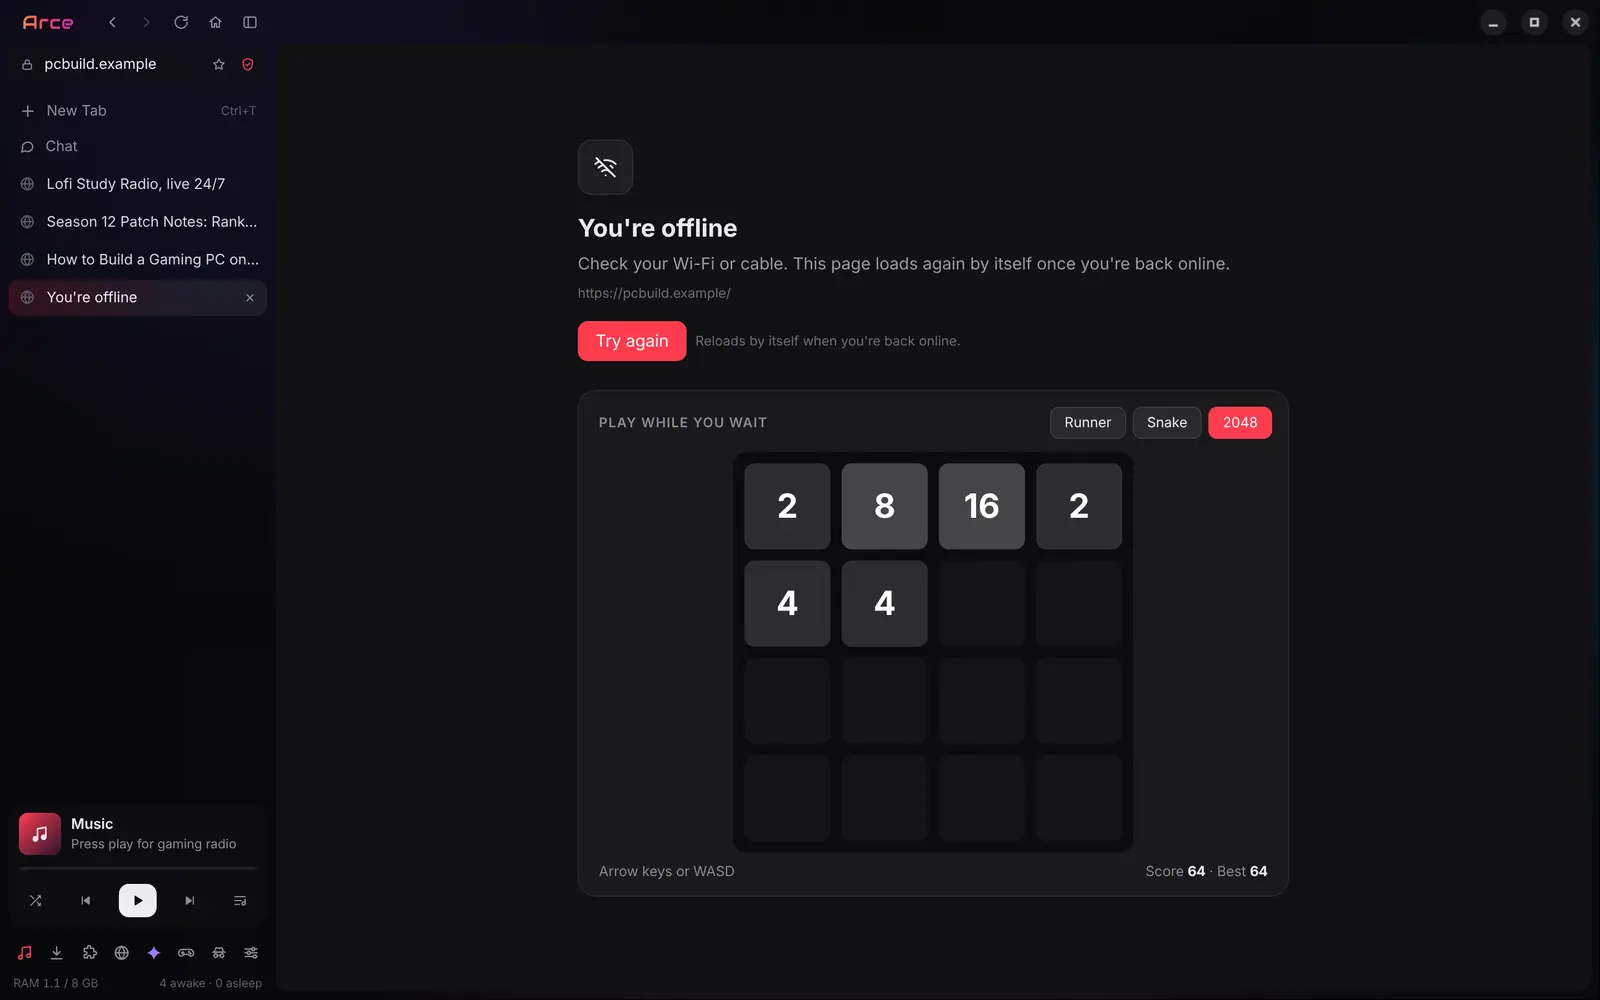 Arce
pcbuild.example
New Tab Ctrl+T
Chat
Lofi Study Radio, live 24/7
Season 12 Patch Notes: Rank...
How to Build a Gaming PC on...
You're offline
Music
Press play for gaming radio
RAM 1.1 / 8 GB 4 awake · 0 asleep
You're offline
Check your Wi-Fi or cable. This page loads again by itself once you're back online.
https://pcbuild.example/
Try again Reloads by itself when you're back online.
PLAY WHILE YOU WAIT Runner Snake 2048
2 8 16 2
4 4
Arrow keys or WASD Score 64 · Best 64